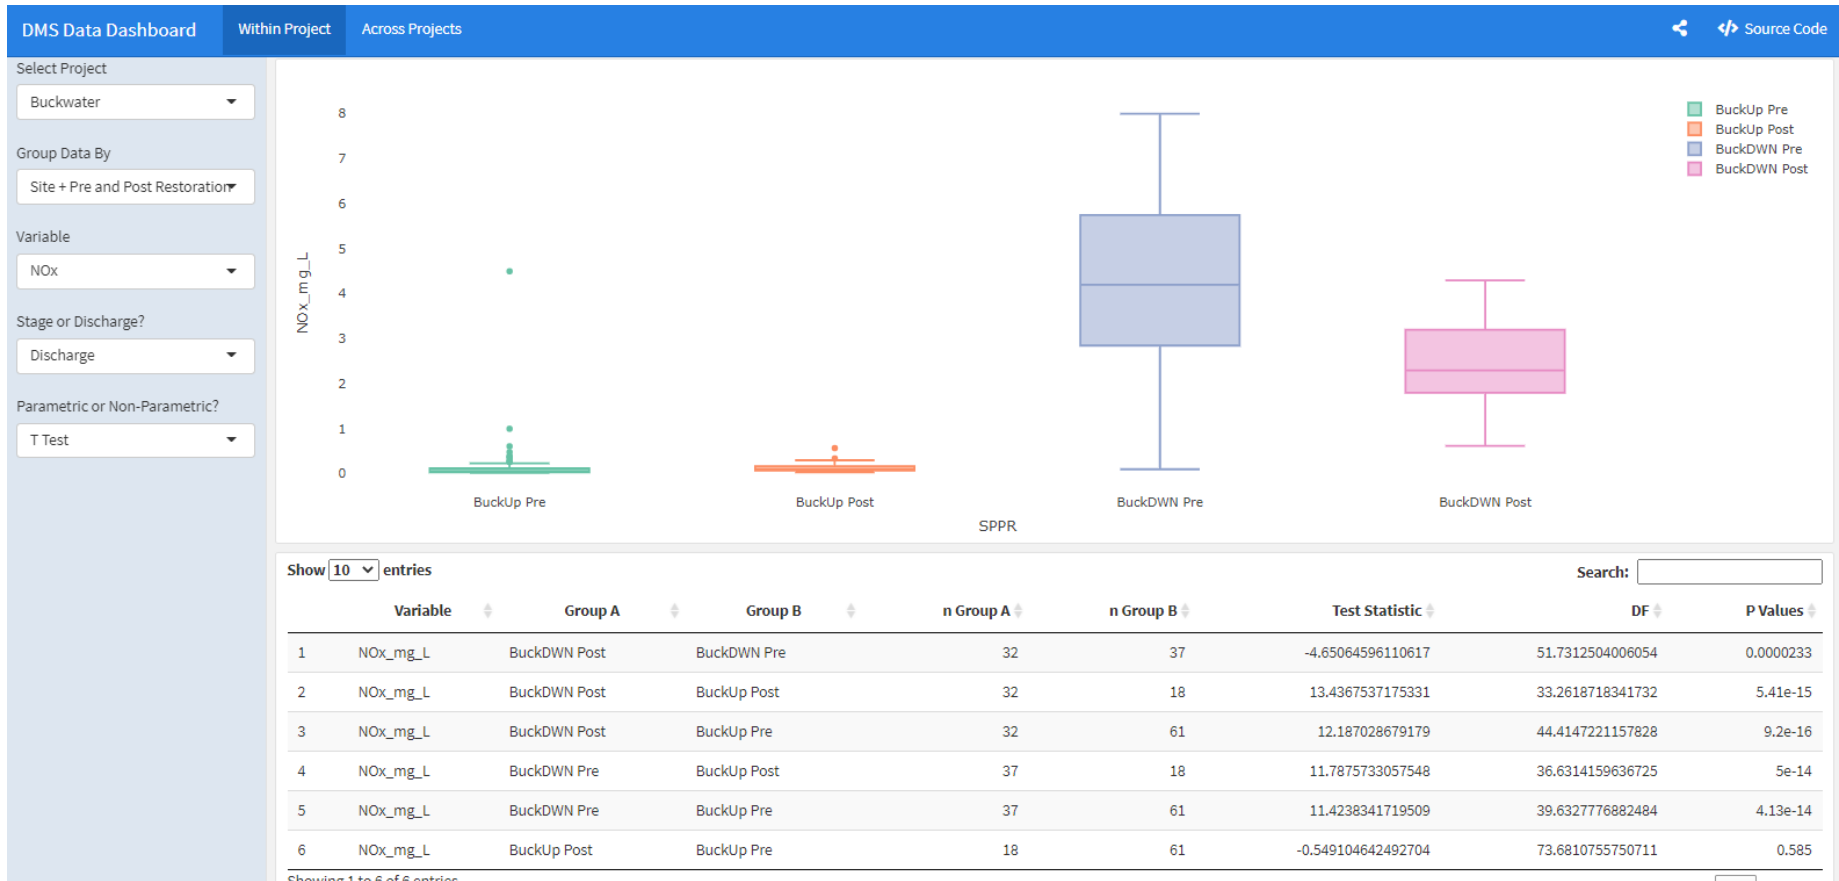 DMS Data Dashboard Within Project Across Projects Source Code
Select Project
Buckwater
Group Data By
Site + Pre and Post Restoration
Variable
NOx
Stage or Discharge?
Discharge
Parametric or Non-Parametric?
T Test
8
7
6
5
4
3
2
1
0
NOx_mg_L
BuckUp Pre
BuckUp Post
BuckDWN Pre
BuckDWN Post
SPPR
BuckUp Pre
BuckUp Post
BuckDWN Pre
BuckDWN Post
Show 10 entries Search:
Variable Group A Group B n Group A n Group B Test Statistic DF P Values
1 NOx_mg_L BuckDWN Post BuckDWN Pre 32 37 -4.65064596110617 51.7312504006054 0.0000233
2 NOx_mg_L BuckDWN Post BuckUp Post 32 18 13.4367537175331 33.2618718341732 5.41e-15
3 NOx_mg_L BuckDWN Post BuckUp Pre 32 61 12.187028679179 44.4147221157828 9.2e-16
4 NOx_mg_L BuckDWN Pre BuckUp Post 37 18 11.7875733057548 36.6314159636725 5e-14
5 NOx_mg_L BuckDWN Pre BuckUp Pre 37 61 11.4238341719509 39.6327776882484 4.13e-14
6 NOx_mg_L BuckUp Post BuckUp Pre 18 61 -0.549104642492704 73.6810755750711 0.585
Showing 1 to 6 of 6 entries